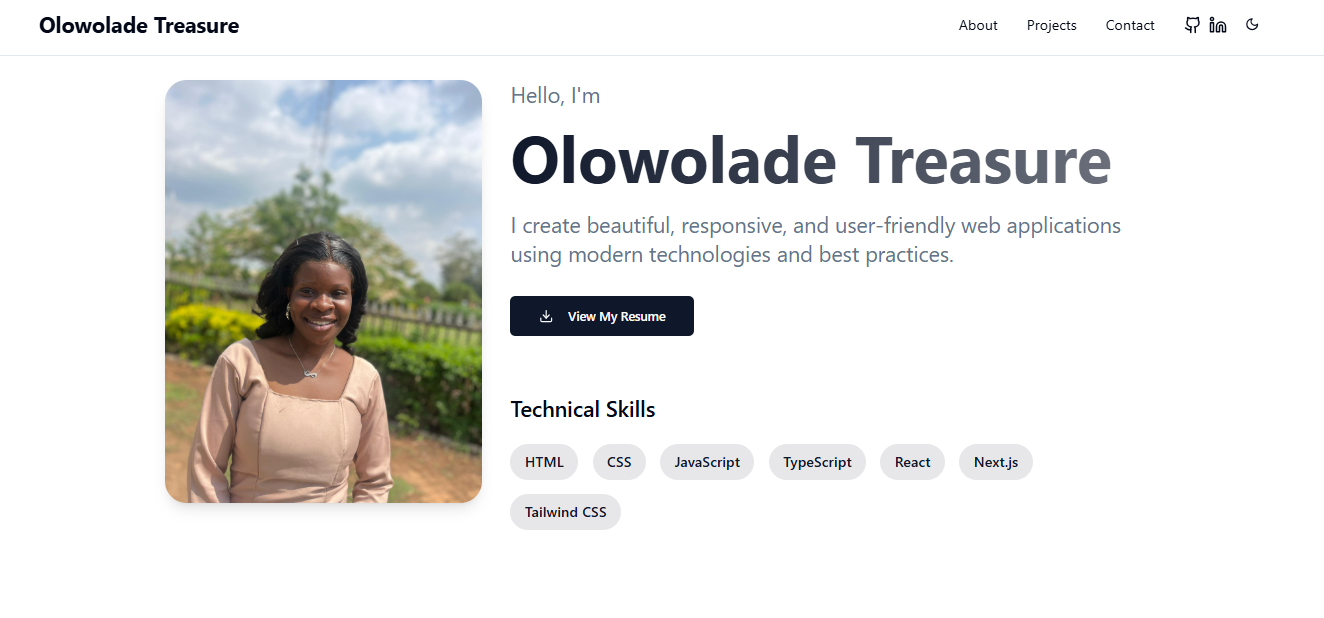 Olowolade Treasure
About Projects Contact
Hello, I'm
Olowolade Treasure
I create beautiful, responsive, and user-friendly web applications
using modern technologies and best practices.
View My Resume
Technical Skills
HTML CSS JavaScript TypeScript React Next.js
Tailwind CSS